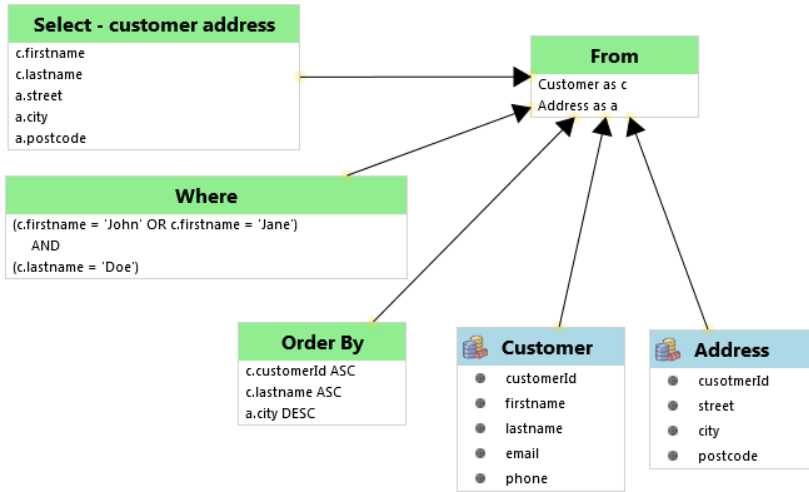 Select - customer address
c.firstname
c.lastname
a.street
a.city
a.postcode
From
Customer as c
Address as a
Where
(c.firstname = 'John' OR c.firstname = 'Jane')
AND
(c.lastname = 'Doe')
Order By
c.customerId ASC
c.lastname ASC
a.city DESC
Customer
customerId
firstname
lastname
email
phone
Address
cusotmerId
street
city
postcode